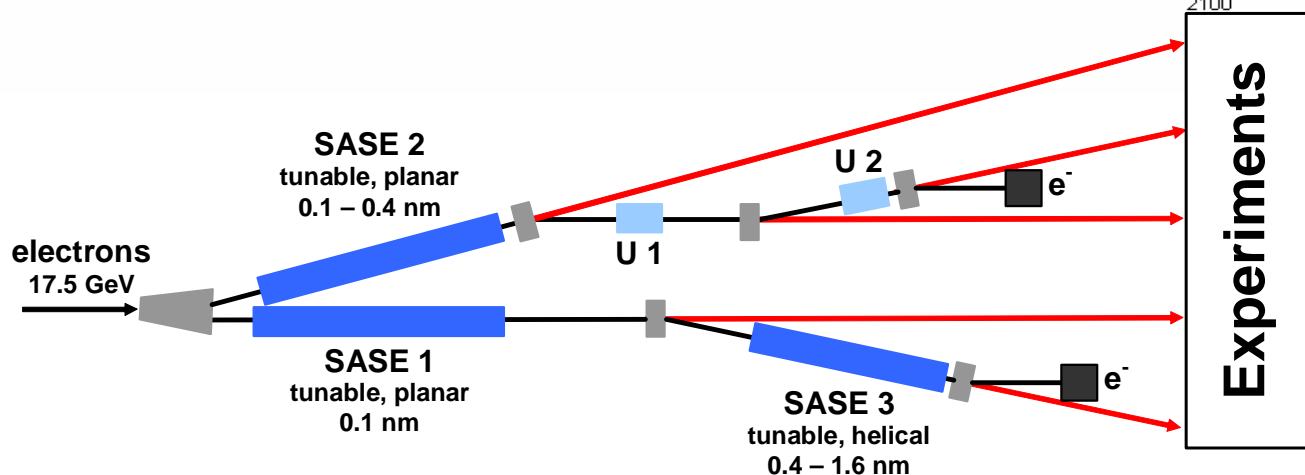 2100
SASE 2
tunable, planar
0.1 – 0.4 nm
electrons
17.5 GeV
U 1
U 2
e-
SASE 1
tunable, planar
0.1 nm
SASE 3
tunable, helical
0.4 – 1.6 nm
e-
Experiments